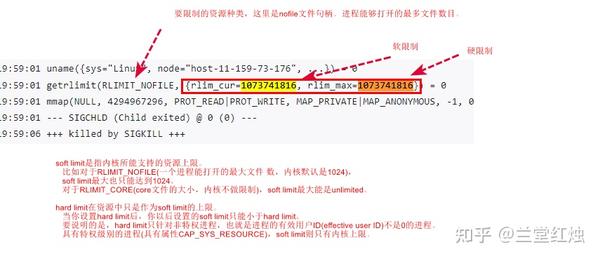 要限制的资源种类，这里是nofile文件句柄．进程能够打开的最多文件数目．
软限制
硬限制
19:59:01 uname({sys="Linux", node="host-11-159-73-176", ...}) = 0
19:59:01 getrlimit(RLIMIT_NOFILE, {rlim_cur=1073741816, rlim_max=1073741816}) = 0
19:59:01 mmap(NULL, 4294967296, PROT_READ|PROT_WRITE, MAP_PRIVATE|MAP_ANONYMOUS, -1, 0
19:59:01 --- SIGCHLD (Child exited) @ 0 (0) ---
19:59:06 +++ killed by SIGKILL +++
soft limit是指内核所能支持的资源上限．
比如对于RLIMIT_NOFILE(一个进程能打开的最大文件 数，内核默认是1024)，
soft limit最大也只能达到1024．
对于RLIMIT_CORE(core文件的大小，内核不做限制)，soft limit最大能是unlimited．
hard limit在资源中只是作为soft limit的上限．
当你设置hard limit后，你以后设置的soft limit只能小于hard limit．
要说明的是，hard limit只针对非特权进程，也就是进程的有效用户ID(effective user ID)不是0的进程．
具有特权级别的进程(具有属性CAP_SYS_RESOURCE)，soft limit则只有内核上限．
知乎 @兰堂红烛